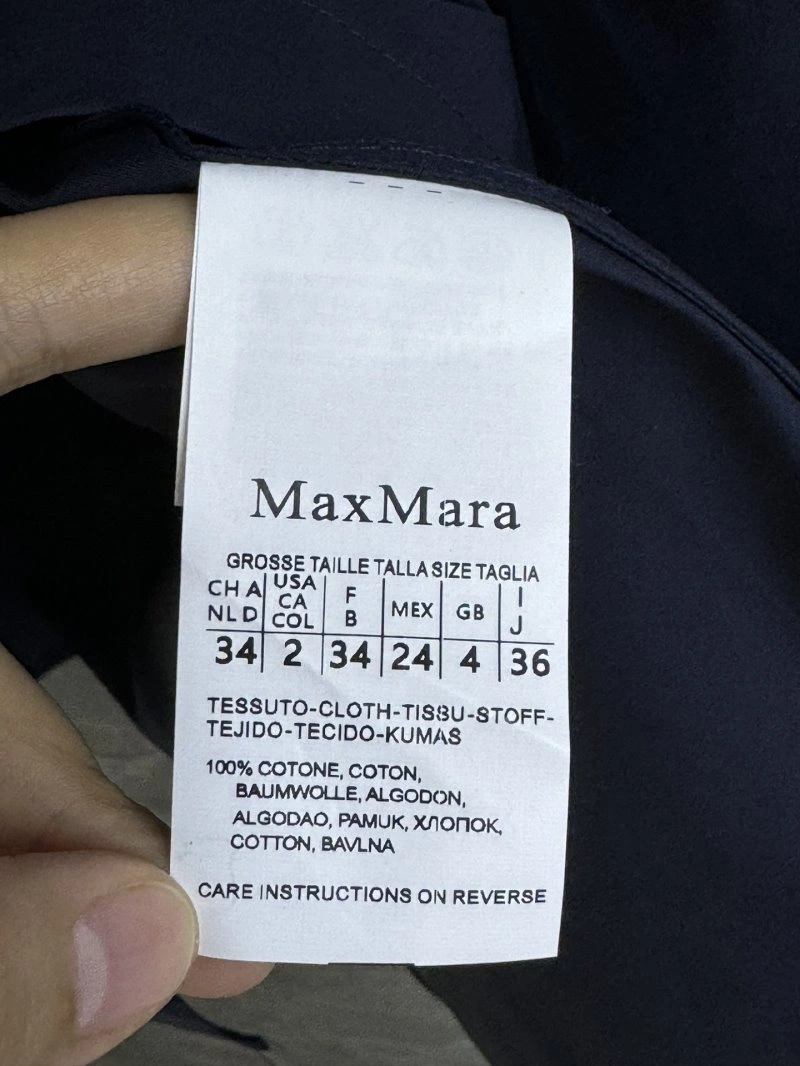 MaxMara
GROSSE TAILLE TALLA SIZE TAGLIA
CH A NL D USA CA COL F B MEX GB I J
34 2 34 24 4 36
TESSUTO-CLOTH-TISSU-STOFF-
TEJIDO-TECIDO-KUMAS
100% COTONE, COTON,
BAUMWOLLE, ALGODON,
ALGODAO, PAMUK, ХЛОПОК,
COTTON, BAVLNA
CARE INSTRUCTIONS ON REVERSE